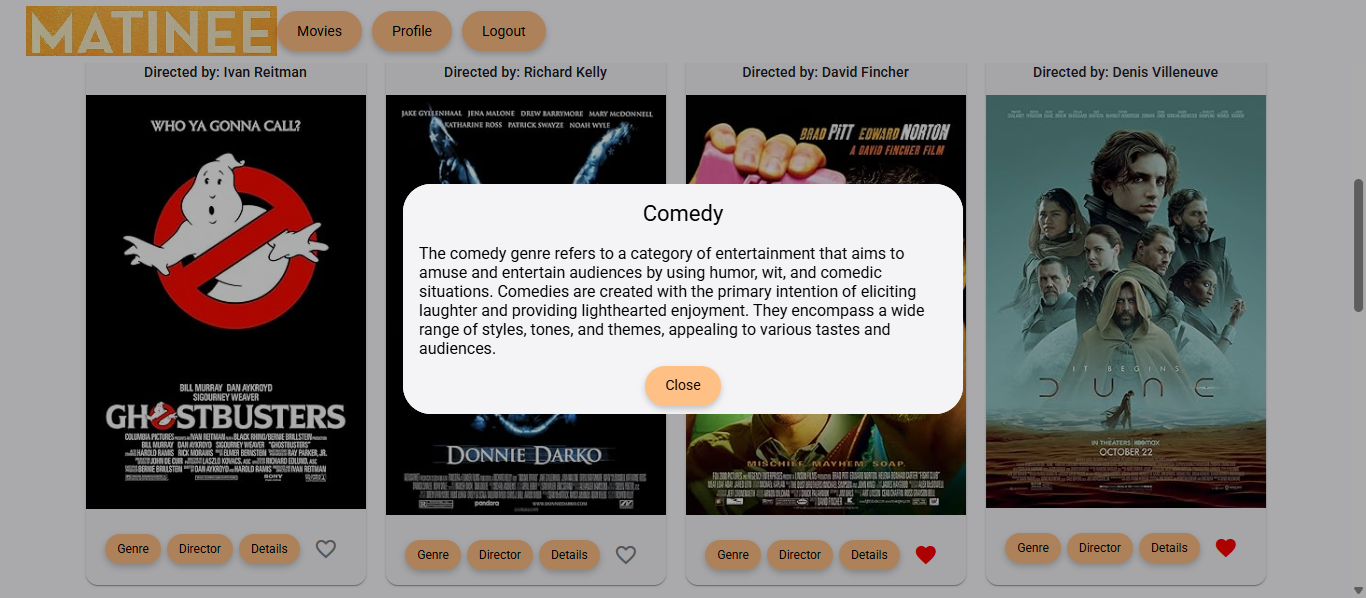 MATINEE
Movies
Profile
Logout
Directed by: Ivan Reitman
Directed by: Richard Kelly
Directed by: David Fincher
Directed by: Denis Villeneuve
WHO YA GONNA CALL?
BILL MURRAY DAN AYKROYD
SIGOURNEY WEAVER
GHOSTBUSTERS
JAKE GYLLENHAAL JENA MALONE DREW BARRYMORE MARY McDONNELL
KATHARINE ROSS PATRICK SWAYZE NOAH WYLE
DONNIE DARKO
BRAD PITT EDWARD NORTON
A DAVID FINCHER FILM
MISCHIEF. MAYHEM. SOAP.
IT BEGINS
DUNE
IN THEATERS HBOMAX
OCTOBER 22
Comedy
The comedy genre refers to a category of entertainment that aims to
amuse and entertain audiences by using humor, wit, and comedic
situations. Comedies are created with the primary intention of eliciting
laughter and providing lighthearted enjoyment. They encompass a wide
range of styles, tones, and themes, appealing to various tastes and
audiences.
Close
Genre
Director
Details
Genre
Director
Details
Genre
Director
Details
Genre
Director
Details